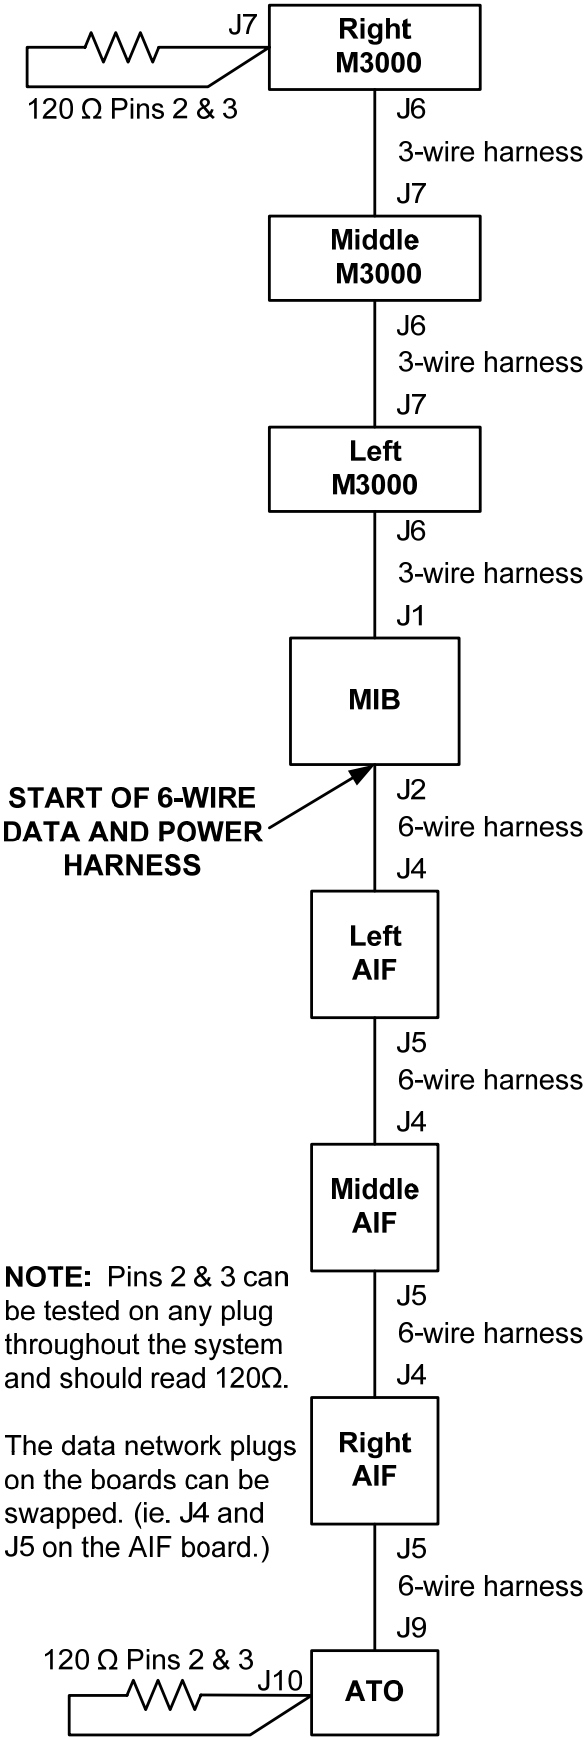 J7
Right
M3000
120 Ω Pins 2 & 3
J6
3-wire harness
J7
Middle
M3000
J6
3-wire harness
J7
Left
M3000
J6
3-wire harness
J1
MIB
START OF 6-WIRE
DATA AND POWER
HARNESS
J2
6-wire harness
J4
Left
AIF
J5
6-wire harness
J4
Middle
AIF
NOTE: Pins 2 & 3 can
be tested on any plug
throughout the system
and should read 120Ω.
J5
6-wire harness
J4
The data network plugs
on the boards can be
swapped. (ie. J4 and
J5 on the AIF board.)
Right
AIF
J5
6-wire harness
J9
120 Ω Pins 2 & 3
J10
ATO